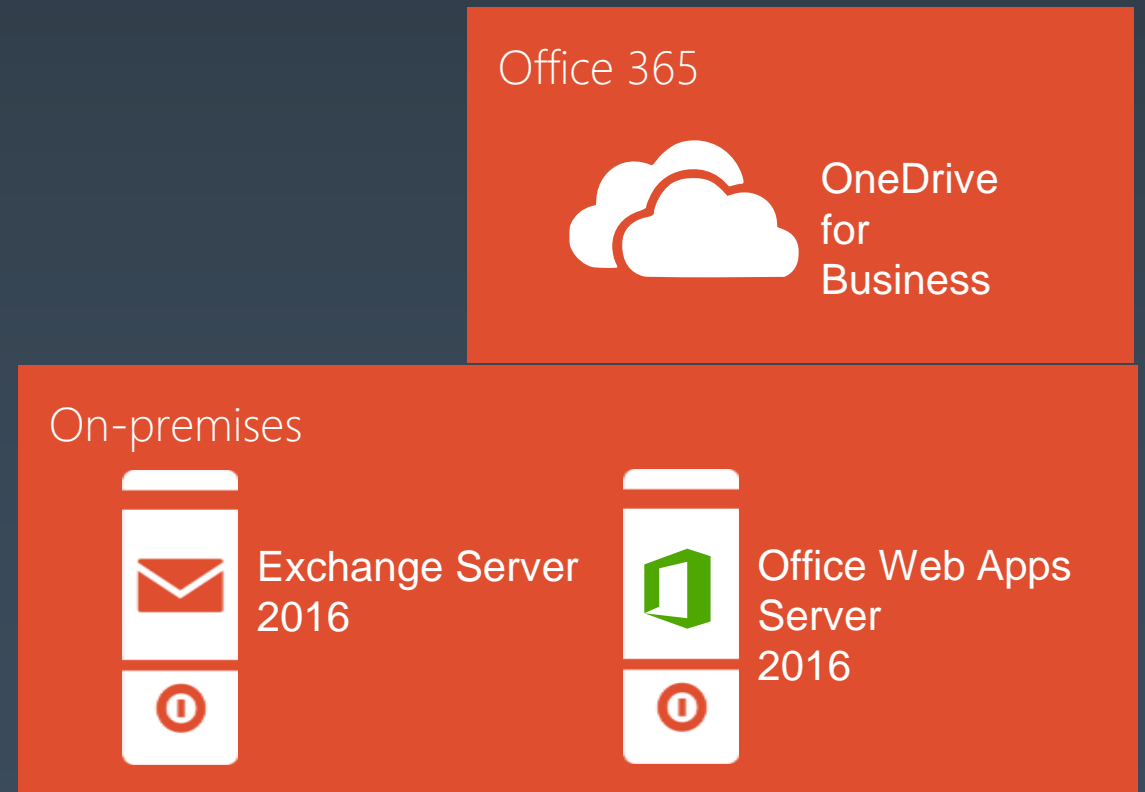 Office 365
OneDrive
for
Business
On-premises
Exchange Server
2016
Office Web Apps
Server
2016